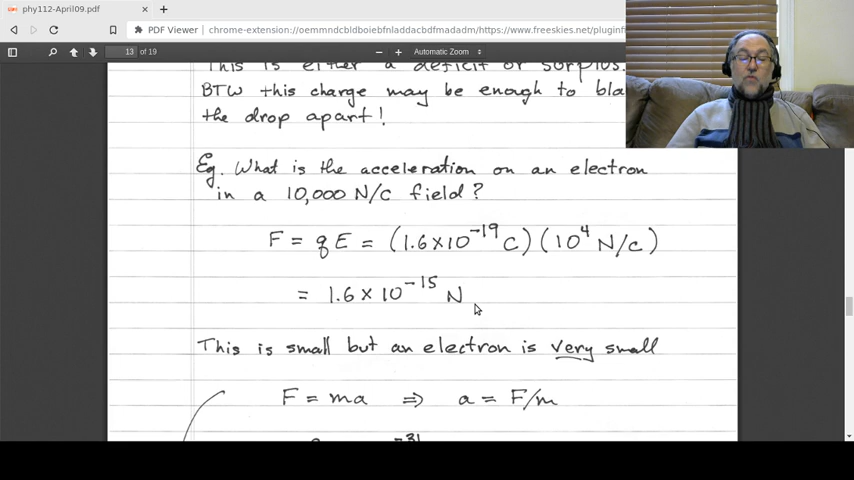 phy112-April09.pdf
PDF Viewer
chrome-extension://oemmndcbldboiebfnladdacbdfmadadm/https://www.freeskies.net/pluginfi
13 of 19
Automatic Zoom
This is either a deficit or surplus.
BTW this charge may be enough to bla
the drop apart!
Eg. What is the acceleration on an electron
in a 10,000 N/C field?
F = qE = (1.6×10⁻¹⁹ C)(10⁴ N/C)
= 1.6 × 10⁻¹⁵ N
This is small but an electron is very small
F = ma ⇒ a = F/m